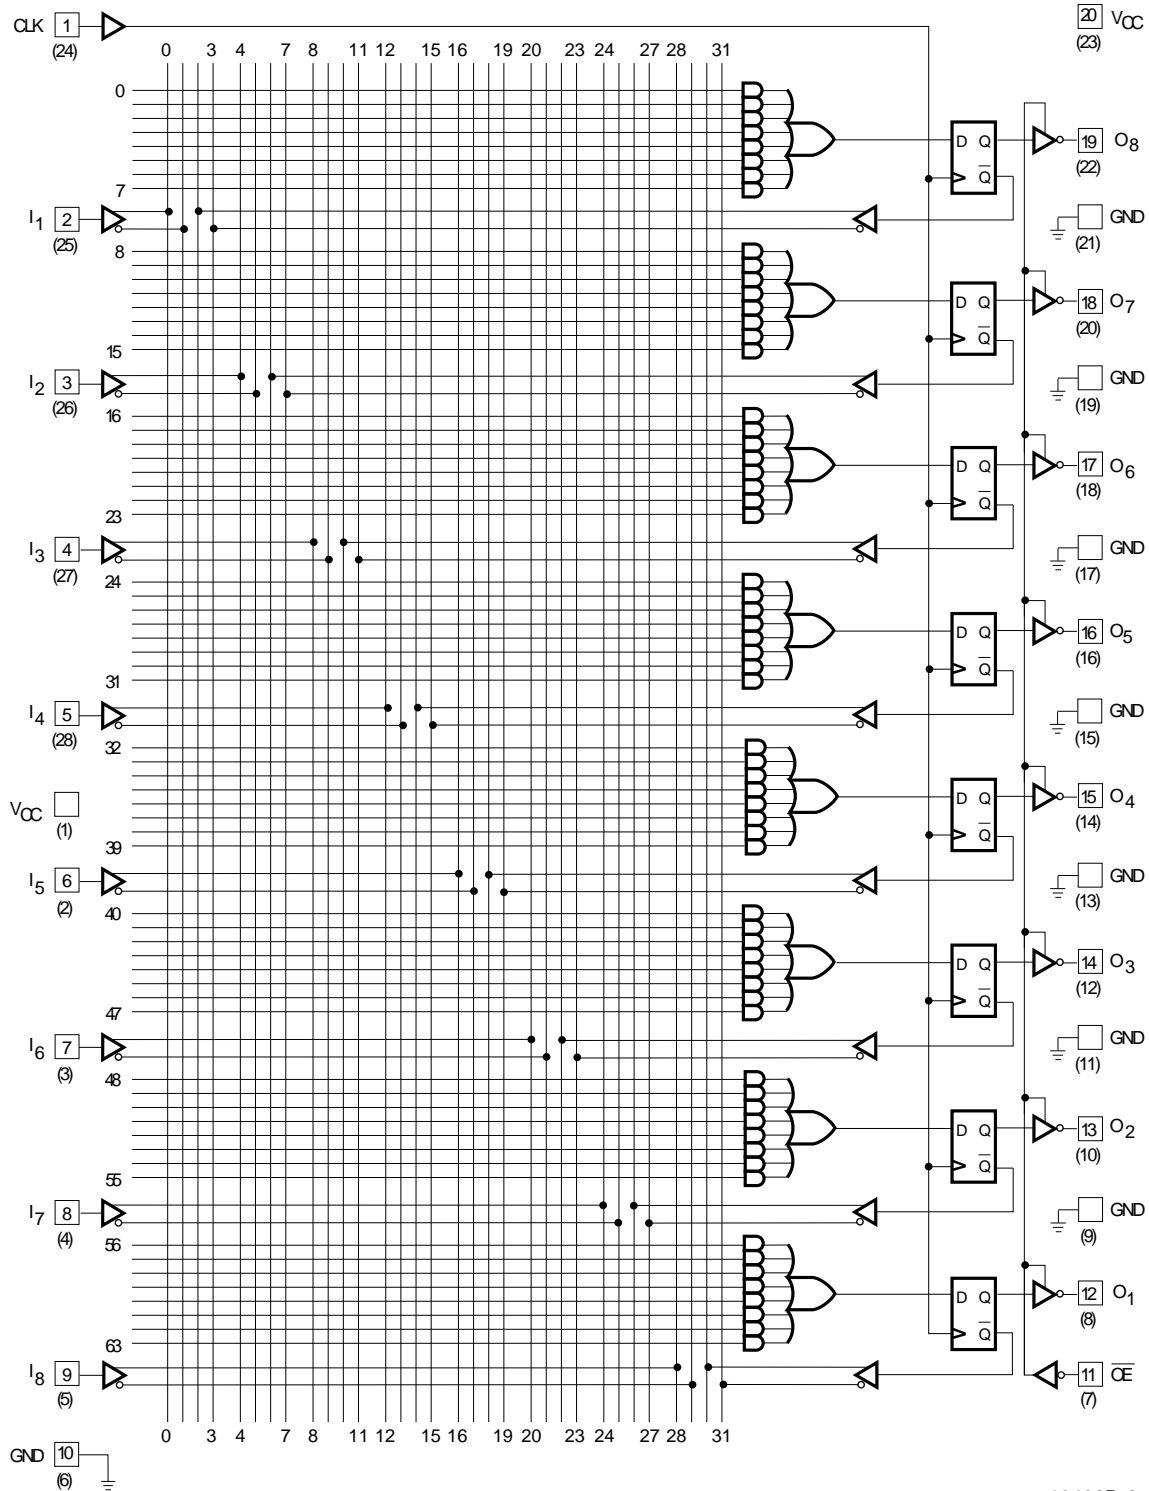 CLK 1 20 VCC
(24) (23)
0 3 4 7 8 11 12 15 16 19 20 23 24 27 28 31
0
D Q 19 O8
Q (22)
7
I1 2 GND
(25) (21)
8
D Q 18 O7
Q (20)
15
I2 3 GND
(26) (19)
16
D Q 17 O6
Q (18)
23
I3 4 GND
(27) (17)
24
D Q 16 O5
Q (16)
31
I4 5 GND
(28) (15)
32
D Q 15 O4
VCC
(1) Q (14)
39
I5 6 GND
(2) (13)
40
D Q 14 O3
Q (12)
47
I6 7 GND
(3) (11)
48
D Q 13 O2
Q (10)
55
I7 8 GND
(4) (9)
56
D Q 12 O1
Q (8)
63
I8 9 11 OE
(5) (7)
0 3 4 7 8 11 12 15 16 19 20 23 24 27 28 31
GND 10
(6)